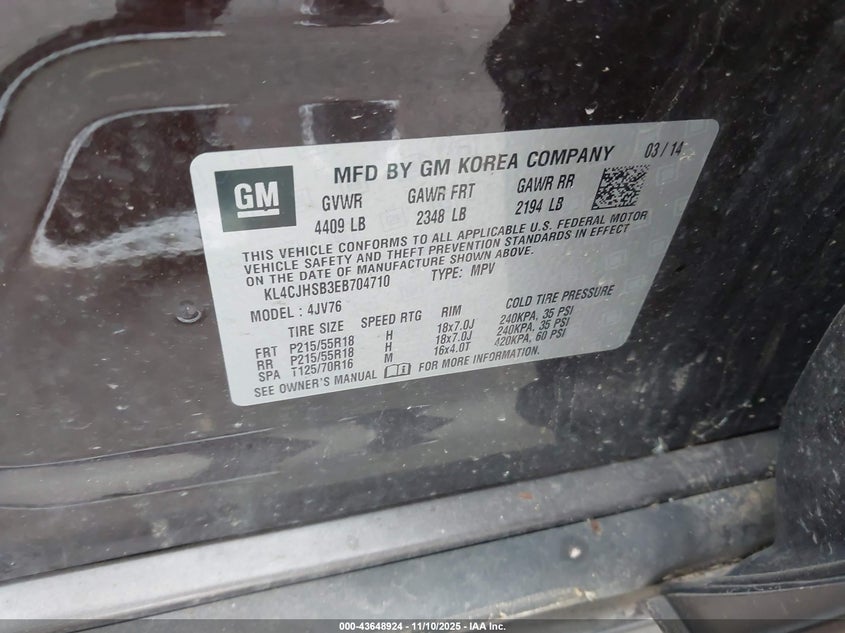 GM
MFD BY GM KOREA COMPANY 03/14
GVWR GAWR FRT GAWR RR
4409 LB 2348 LB 2194 LB
THIS VEHICLE CONFORMS TO ALL APPLICABLE U.S. FEDERAL MOTOR
VEHICLE SAFETY AND THEFT PREVENTION STANDARDS IN EFFECT
ON THE DATE OF MANUFACTURE SHOWN ABOVE.
KL4CJHSB3EB704710 TYPE: MPV
MODEL : 4JV76
TIRE SIZE SPEED RTG RIM COLD TIRE PRESSURE
FRT P215/55R18 H 18x7.0J 240KPA, 35 PSI
RR P215/55R18 H 18x7.0J 240KPA, 35 PSI
SPA T125/70R16 M 16x4.0T 420KPA, 60 PSI
SEE OWNER'S MANUAL FOR MORE INFORMATION.
000-43648924 - 11/10/2025 - IAA Inc.